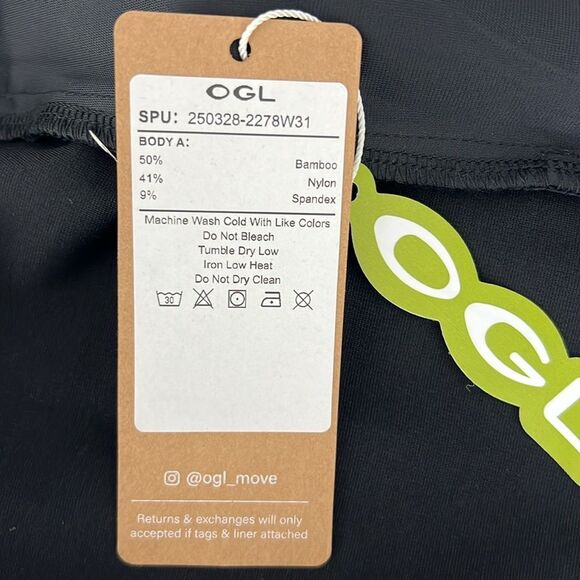 OGL
SPU: 250328-2278W31
BODY A:
50% Bamboo
41% Nylon
9% Spandex
Machine Wash Cold With Like Colors
Do Not Bleach
Tumble Dry Low
Iron Low Heat
Do Not Dry Clean
30
@ogl_move
Returns & exchanges will only
accepted if tags & liner attached
OGL